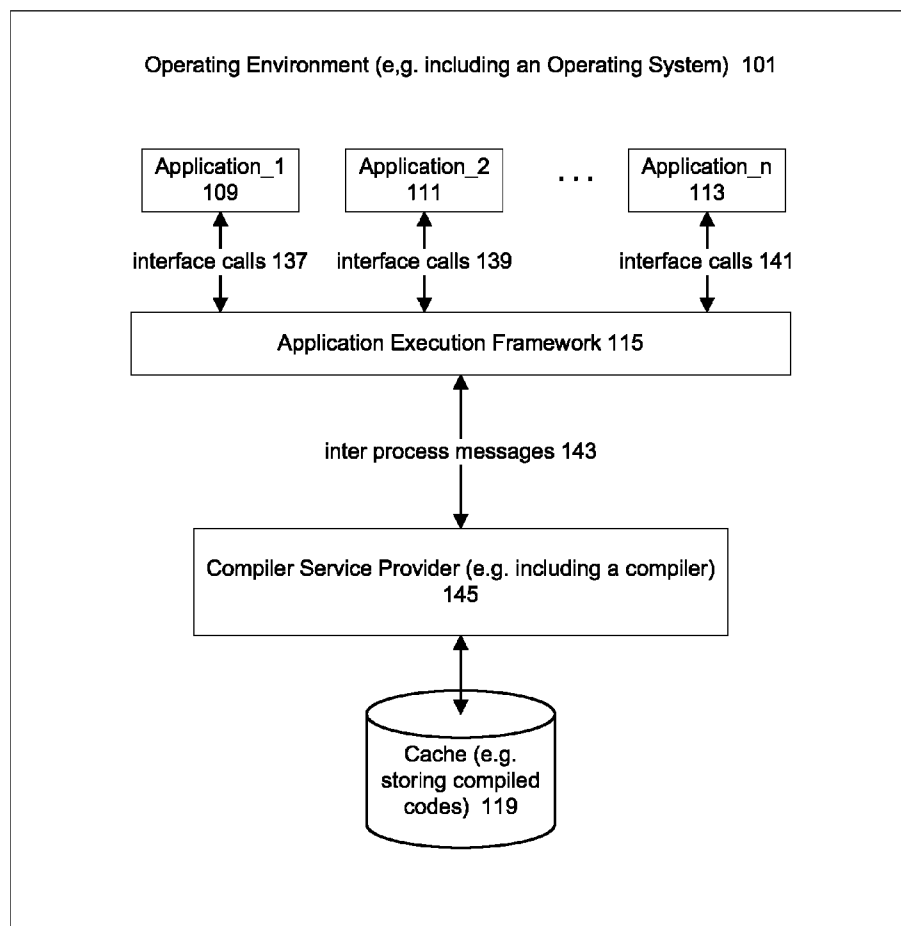 Operating Environment (e,g. including an Operating System) 101
Application_1
109
Application_2
111
. . .
Application_n
113
interface calls 137
interface calls 139
interface calls 141
Application Execution Framework 115
inter process messages 143
Compiler Service Provider (e.g. including a compiler)
145
Cache (e.g.
storing compiled
codes) 119